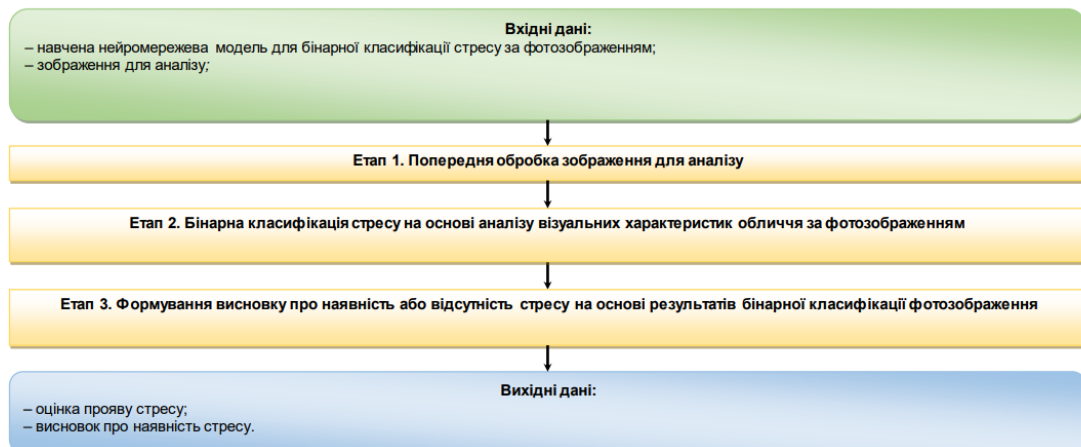 Вхідні дані:
– навчена нейромережева модель для бінарної класифікації стресу за фотозображенням;
– зображення для аналізу;
Етап 1. Попередня обробка зображення для аналізу
Етап 2. Бінарна класифікація стресу на основі аналізу візуальних характеристик обличчя за фотозображенням
Етап 3. Формування висновку про наявність або відсутність стресу на основі результатів бінарної класифікації фотозображення
Вихідні дані:
– оцінка прояву стресу;
– висновок про наявність стресу.